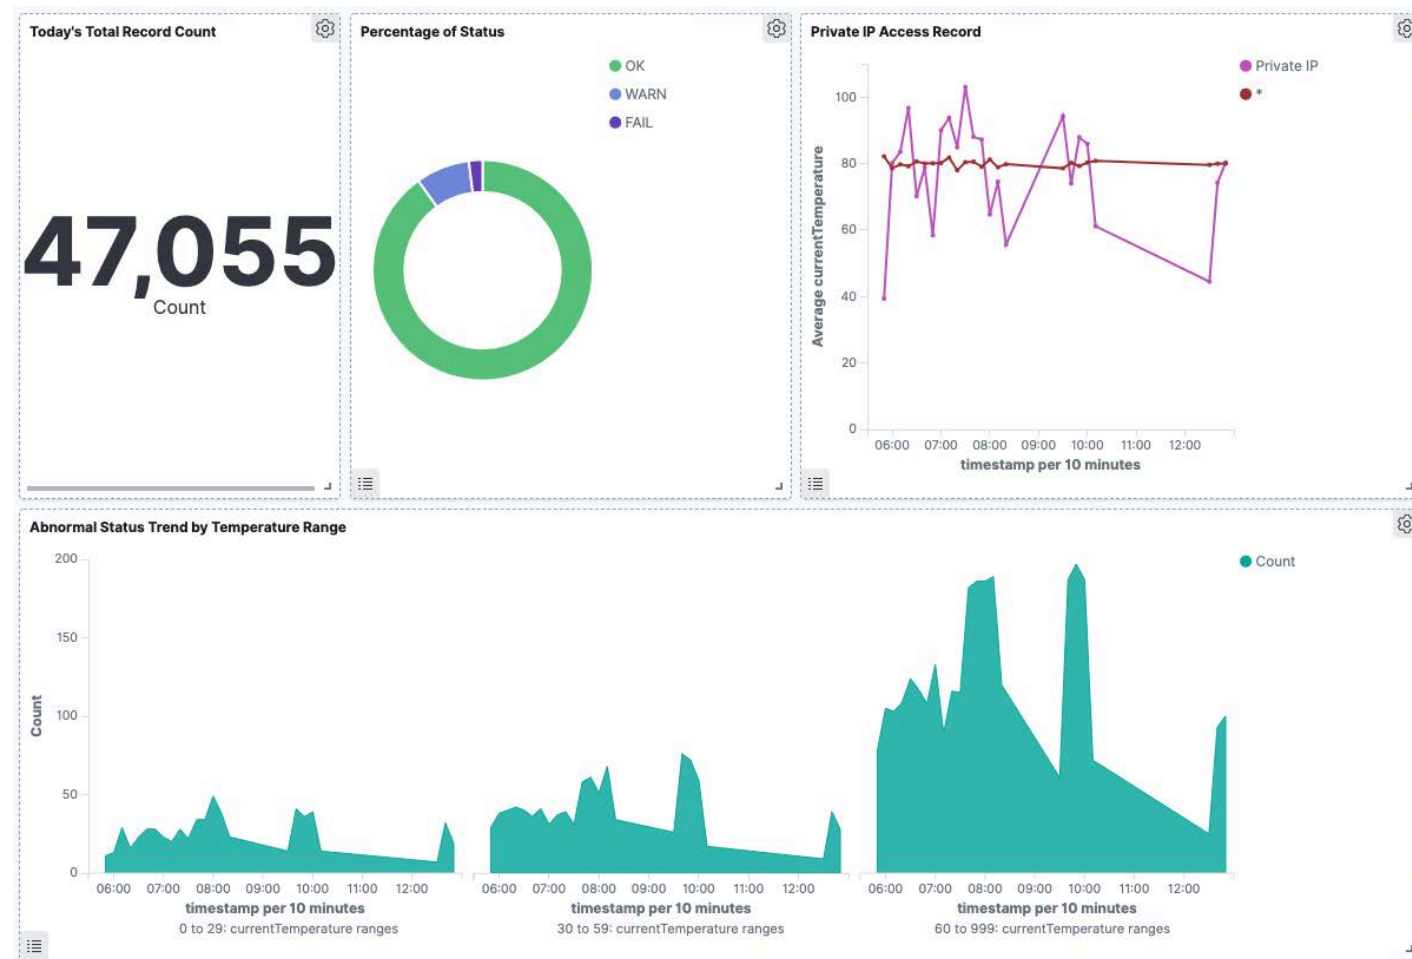 Today's Total Record Count
47,055
Count
Percentage of Status
OK
WARN
FAIL
Private IP Access Record
Private IP
*
Average currentTemperature
100
80
60
40
20
0
06:00 07:00 08:00 09:00 10:00 11:00 12:00
timestamp per 10 minutes
Abnormal Status Trend by Temperature Range
Count
Count
200
150
100
50
0
06:00 07:00 08:00 09:00 10:00 11:00 12:00
timestamp per 10 minutes
0 to 29: currentTemperature ranges
06:00 07:00 08:00 09:00 10:00 11:00 12:00
timestamp per 10 minutes
30 to 59: currentTemperature ranges
06:00 07:00 08:00 09:00 10:00 11:00 12:00
timestamp per 10 minutes
60 to 999: currentTemperature ranges